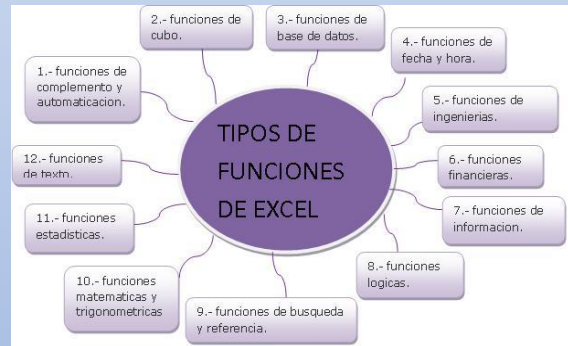 TIPOS DE
FUNCIONES
DE EXCEL
1.- funciones de
complemento y
automaticacion.
2.- funciones de
cubo.
3.- funciones de
base de datos.
4.- funciones de
fecha y hora.
5.- funciones de
ingenierias.
6.- funciones
financieras.
7.- funciones de
informacion.
8.- funciones
logicas.
9.- funciones de busqueda
y referencia.
10.- funciones
matematicas y
trigonometricas
11.- funciones
estadisticas.
12.- funciones
de texto.